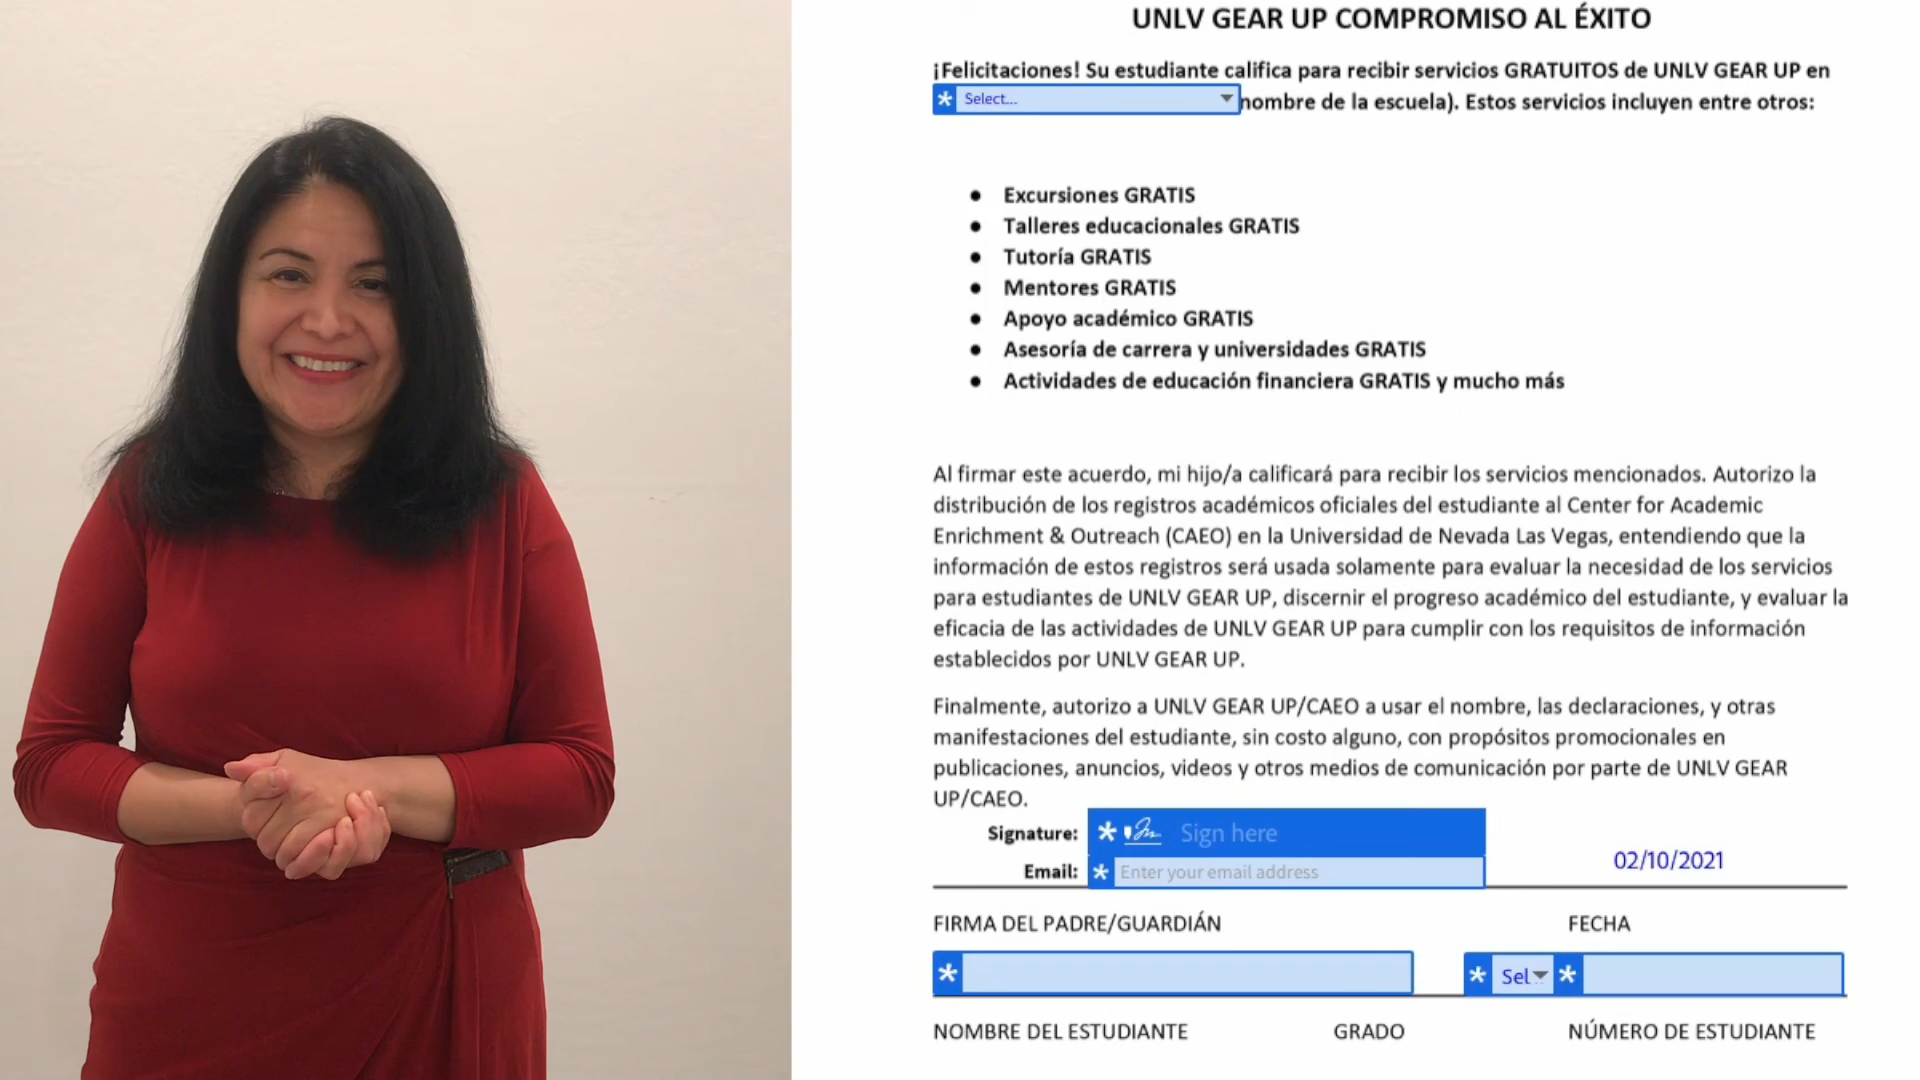 UNLV GEAR UP COMPROMISO AL ÉXITO
¡Felicitaciones! Su estudiante califica para recibir servicios GRATUITOS de UNLV GEAR UP en
* Select... nombre de la escuela). Estos servicios incluyen entre otros:
● Excursiones GRATIS
● Talleres educacionales GRATIS
● Tutoría GRATIS
● Mentores GRATIS
● Apoyo académico GRATIS
● Asesoría de carrera y universidades GRATIS
● Actividades de educación financiera GRATIS y mucho más
Al firmar este acuerdo, mi hijo/a calificará para recibir los servicios mencionados. Autorizo la
distribución de los registros académicos oficiales del estudiante al Center for Academic
Enrichment & Outreach (CAEO) en la Universidad de Nevada Las Vegas, entendiendo que la
información de estos registros será usada solamente para evaluar la necesidad de los servicios
para estudiantes de UNLV GEAR UP, discernir el progreso académico del estudiante, y evaluar la
eficacia de las actividades de UNLV GEAR UP para cumplir con los requisitos de información
establecidos por UNLV GEAR UP.
Finalmente, autorizo a UNLV GEAR UP/CAEO a usar el nombre, las declaraciones, y otras
manifestaciones del estudiante, sin costo alguno, con propósitos promocionales en
publicaciones, anuncios, videos y otros medios de comunicación por parte de UNLV GEAR
UP/CAEO.
Signature: * Sign here
02/10/2021
Email: * Enter your email address
FIRMA DEL PADRE/GUARDIÁN FECHA
* * Sel... *
NOMBRE DEL ESTUDIANTE GRADO NÚMERO DE ESTUDIANTE